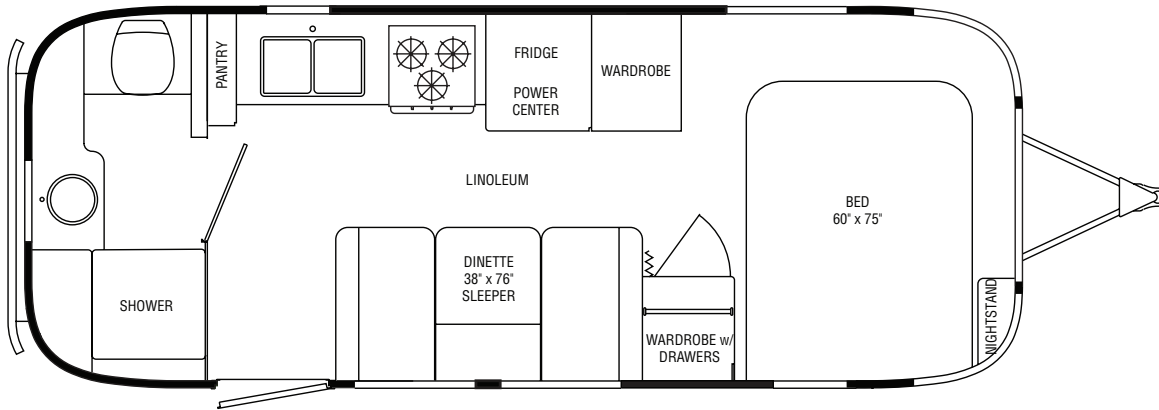 PANTRY
FRIDGE
POWER
CENTER
WARDROBE
LINOLEUM
BED
60" x 75"
DINETTE
38" x 76"
SLEEPER
SHOWER
WARDROBE w/
DRAWERS
NIGHTSTAND